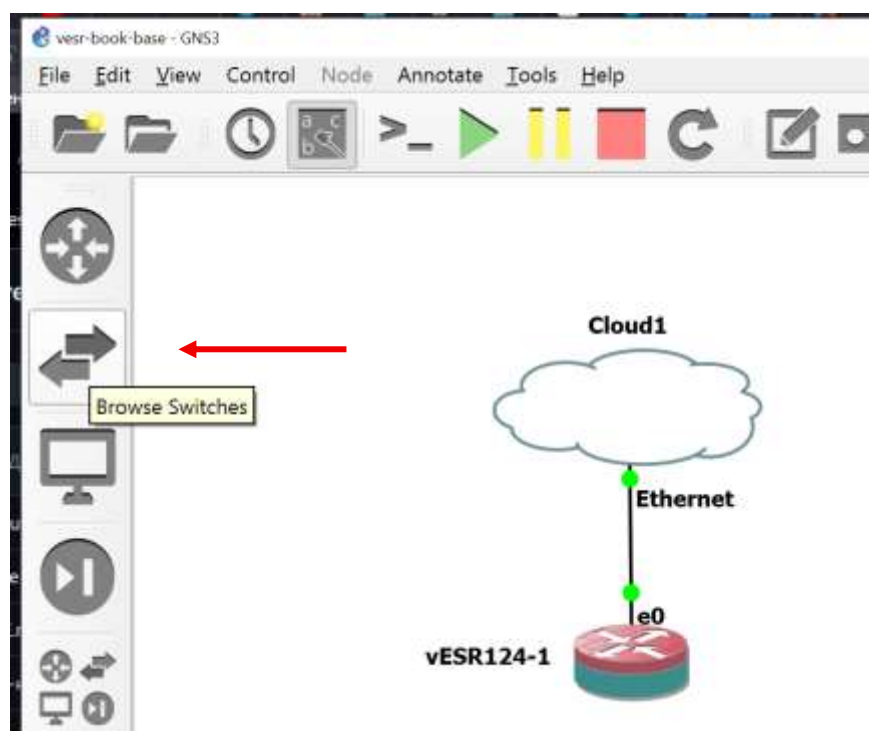 vesr-book-base - GNS3
File Edit View Control Node Annotate Tools Help
Cloud1
Browse Switches
Ethernet
e0
vESR124-1